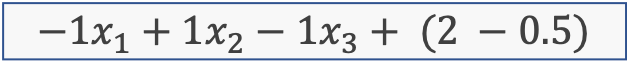 −1x₁ + 1x₂ − 1x₃ + (2 − 0.5)